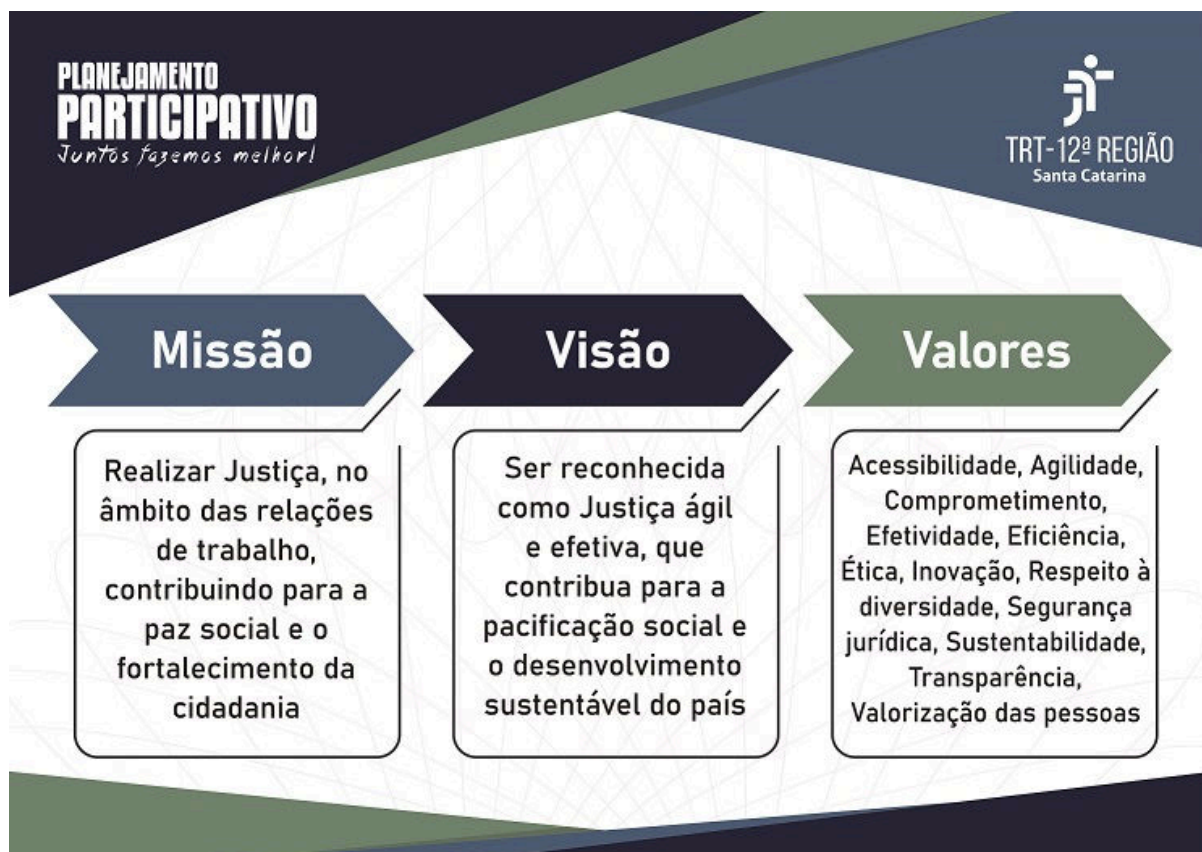 PLANEJAMENTO
PARTICIPATIVO
Juntos fazemos melhor!
TRT-12ª REGIÃO
Santa Catarina
Missão
Realizar Justiça, no
âmbito das relações
de trabalho,
contribuindo para a
paz social e o
fortalecimento da
cidadania
Visão
Ser reconhecida
como Justiça ágil
e efetiva, que
contribua para a
pacificação social e
o desenvolvimento
sustentável do país
Valores
Acessibilidade, Agilidade,
Comprometimento,
Efetividade, Eficiência,
Ética, Inovação, Respeito à
diversidade, Segurança
jurídica, Sustentabilidade,
Transparência,
Valorização das pessoas